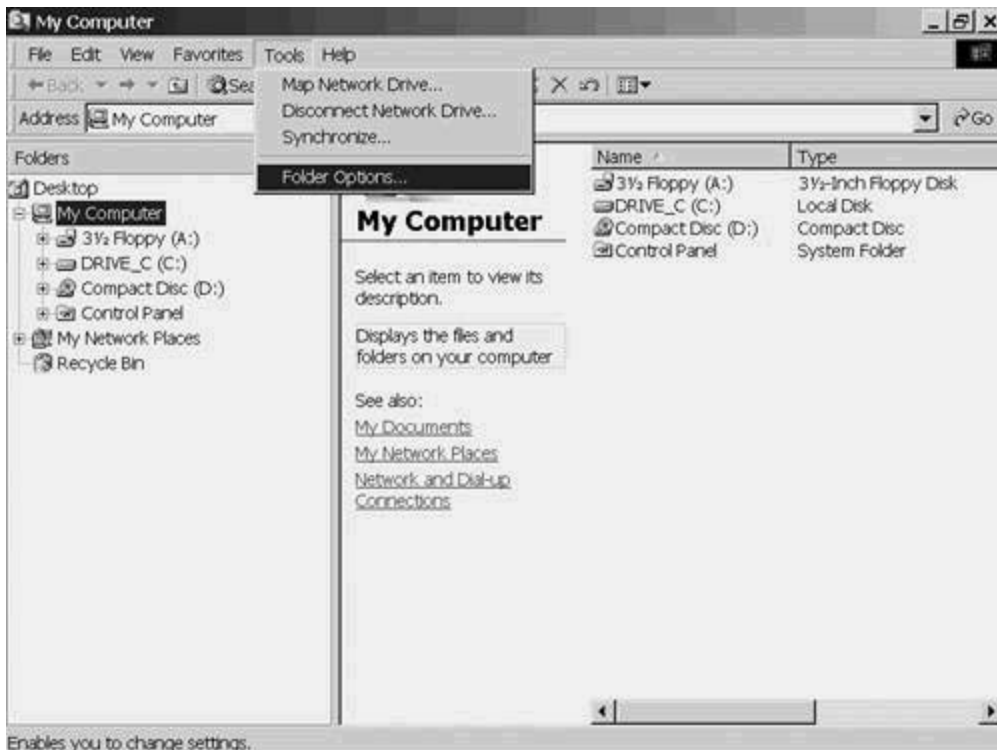 My Computer
File Edit View Favorites Tools Help
Back Sea
Map Network Drive...
Disconnect Network Drive...
Synchronize...
Folder Options...
Address My Computer Go
Folders
Desktop
My Computer
3½ Floppy (A:)
DRIVE_C (C:)
Compact Disc (D:)
Control Panel
My Network Places
Recycle Bin
My Computer
Select an item to view its
description.
Displays the files and
folders on your computer
See also:
My Documents
My Network Places
Network and Dial-up
Connections
Name Type
3½ Floppy (A:) 3½-Inch Floppy Disk
DRIVE_C (C:) Local Disk
Compact Disc (D:) Compact Disc
Control Panel System Folder
Enables you to change settings.